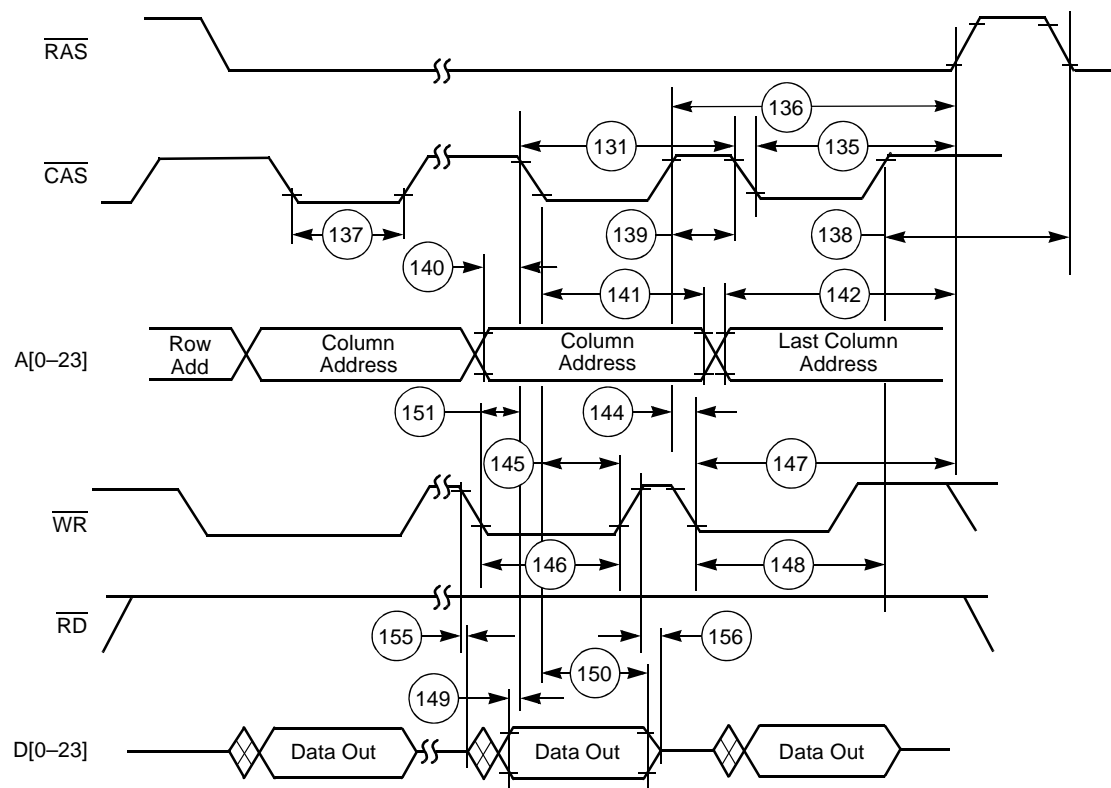 RAS
136
131
135
CAS
137
139
138
140
141
142
A[0–23]
Row
Add
Column
Address
Column
Address
Last Column
Address
151
144
145
147
WR
146
148
RD
155
156
150
149
D[0–23]
Data Out
Data Out
Data Out